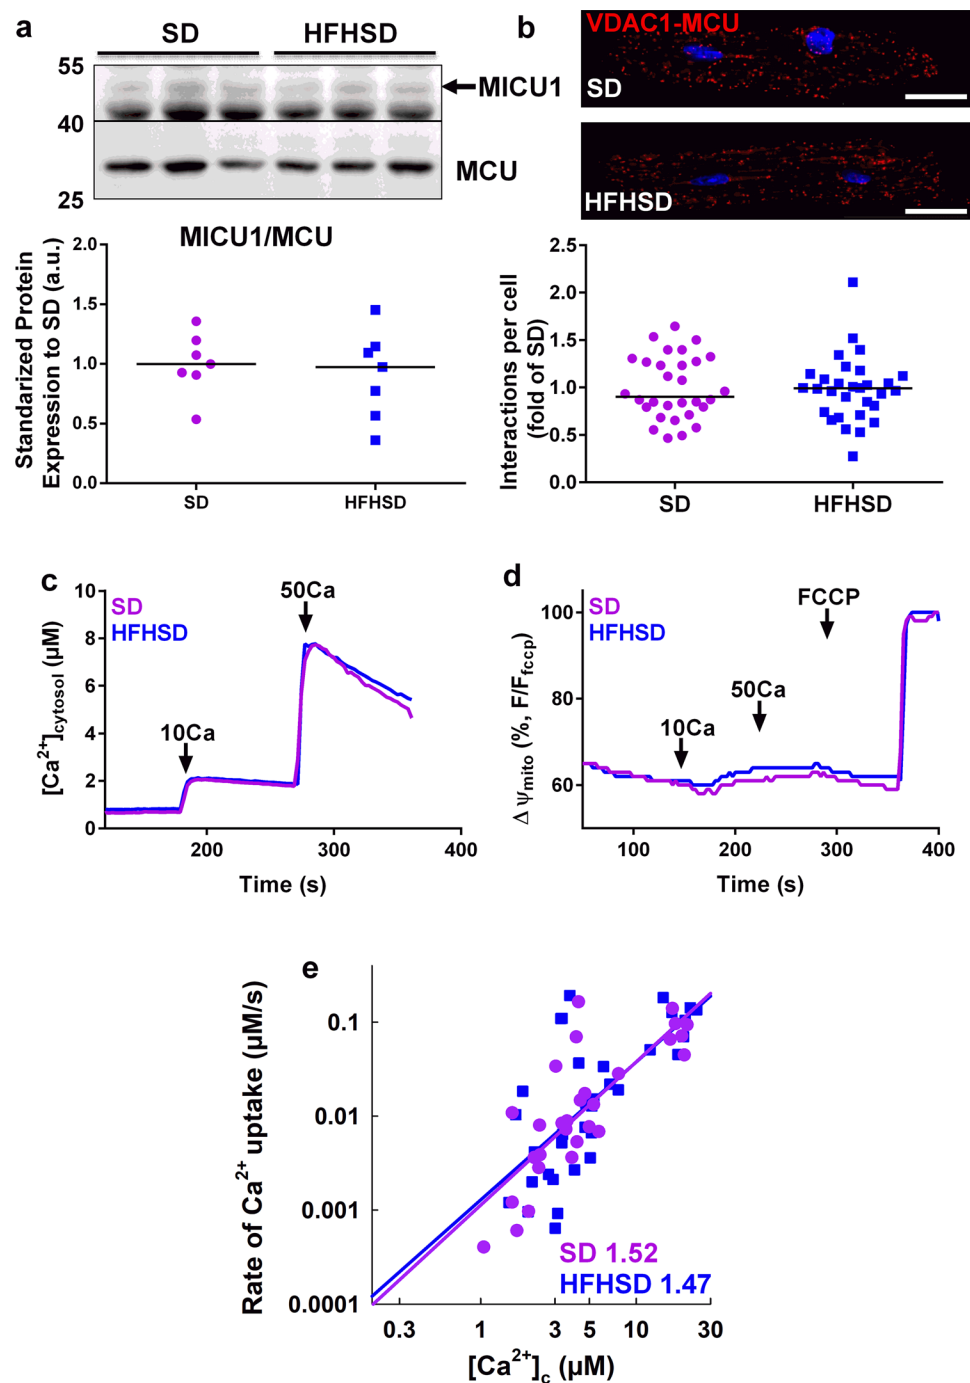 a
SD HFHSD
55
MICU1
40
MCU
25
MICU1/MCU
Standarized Protein
Expression to SD (a.u.)
2.0
1.5
1.0
0.5
0.0
SD HFHSD
b
VDAC1-MCU
SD
HFHSD
Interactions per cell
(fold of SD)
2.5
2.0
1.5
1.0
0.5
0.0
SD HFHSD
c
SD
HFHSD
50Ca
10Ca
[Ca²⁺]cytosol (µM)
10
8
6
4
2
0
200 300 400
Time (s)
d
SD
HFHSD
FCCP
50Ca
10Ca
Δ ψmito (%, F/Ffccp)
100
80
60
100 200 300 400
Time (s)
e
Rate of Ca²⁺ uptake (µM/s)
0.1
0.01
0.001
0.0001
SD 1.52
HFHSD 1.47
0.3 1 3 5 10 30
[Ca²⁺]c (µM)